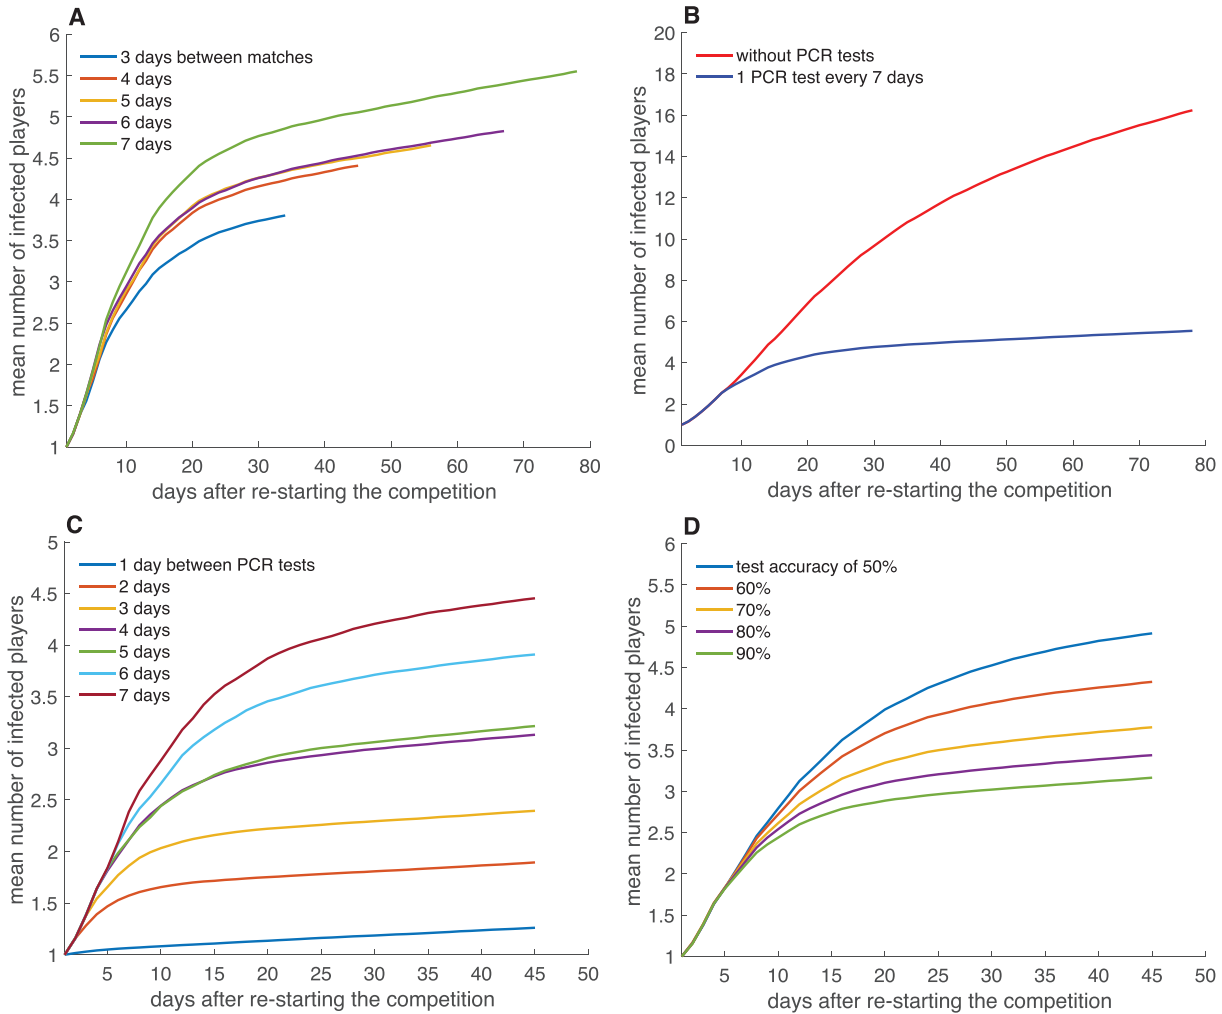 A
6
5.5
5
4.5
4
3.5
3
2.5
2
1.5
1
mean number of infected players
3 days between matches
4 days
5 days
6 days
7 days
10 20 30 40 50 60 70 80
days after re-starting the competition
B
20
18
16
14
12
10
8
6
4
2
0
mean number of infected players
without PCR tests
1 PCR test every 7 days
10 20 30 40 50 60 70 80
days after re-starting the competition
C
5
4.5
4
3.5
3
2.5
2
1.5
1
mean number of infected players
1 day between PCR tests
2 days
3 days
4 days
5 days
6 days
7 days
5 10 15 20 25 30 35 40 45 50
days after re-starting the competition
D
6
5.5
5
4.5
4
3.5
3
2.5
2
1.5
1
mean number of infected players
test accuracy of 50%
60%
70%
80%
90%
5 10 15 20 25 30 35 40 45 50
days after re-starting the competition